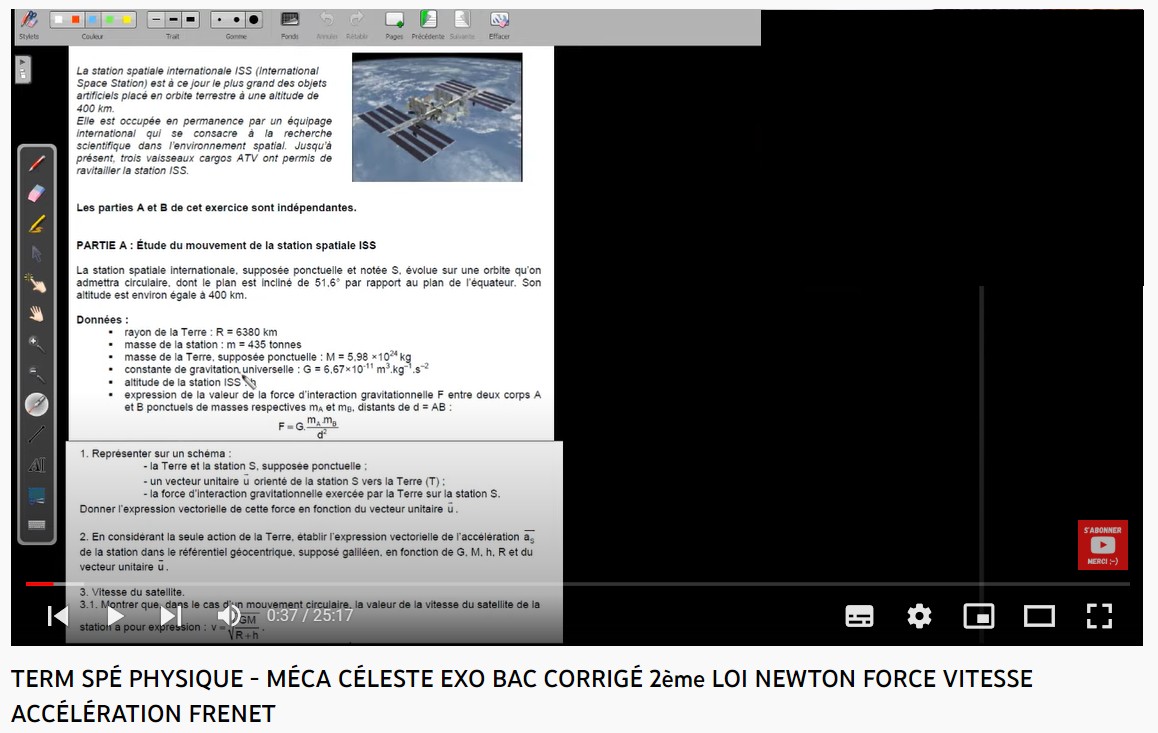 Stylets Couleur Trait Gomme Fonds Annuler Rétablir Pages Précédente Suivante Effacer
La station spatiale internationale ISS (International
Space Station) est à ce jour le plus grand des objets
artificiels placé en orbite terrestre à une altitude de
400 km.
Elle est occupée en permanence par un équipage
international qui se consacre à la recherche
scientifique dans l'environnement spatial. Jusqu'à
présent, trois vaisseaux cargos ATV ont permis de
ravitailler la station ISS.
Les parties A et B de cet exercice sont indépendantes.
PARTIE A : Étude du mouvement de la station spatiale ISS
La station spatiale internationale, supposée ponctuelle et notée S, évolue sur une orbite qu'on
admettra circulaire, dont le plan est incliné de 51,6° par rapport au plan de l'équateur. Son
altitude est environ égale à 400 km.
Données :
▪ rayon de la Terre : R = 6380 km
▪ masse de la station : m = 435 tonnes
▪ masse de la Terre, supposée ponctuelle : M = 5,98 ×10²⁴ kg
▪ constante de gravitation universelle : G = 6,67×10⁻¹¹ m³.kg⁻¹.s⁻²
▪ altitude de la station ISS : h
▪ expression de la valeur de la force d'interaction gravitationnelle F entre deux corps A
et B ponctuels de masses respectives m_A et m_B, distants de d = AB :
F = G. m_A.m_B / d²
1. Représenter sur un schéma :
- la Terre et la station S, supposée ponctuelle ;
- un vecteur unitaire u⃗ orienté de la station S vers la Terre (T) ;
- la force d'interaction gravitationnelle exercée par la Terre sur la station S.
Donner l'expression vectorielle de cette force en fonction du vecteur unitaire u⃗ .
2. En considérant la seule action de la Terre, établir l'expression vectorielle de l'accélération a⃗_S
de la station dans le référentiel géocentrique, supposé galiléen, en fonction de G, M, h, R et du
vecteur unitaire u⃗ .
3. Vitesse du satellite.
3.1. Montrer que, dans le cas d'un mouvement circulaire, la valeur de la vitesse du satellite de la
station a pour expression : v = √(GM / R+h) .
S'ABONNER
MERCI ;-)
0:37 / 25:17
TERM SPÉ PHYSIQUE - MÉCA CÉLESTE EXO BAC CORRIGÉ 2ème LOI NEWTON FORCE VITESSE
ACCÉLÉRATION FRENET